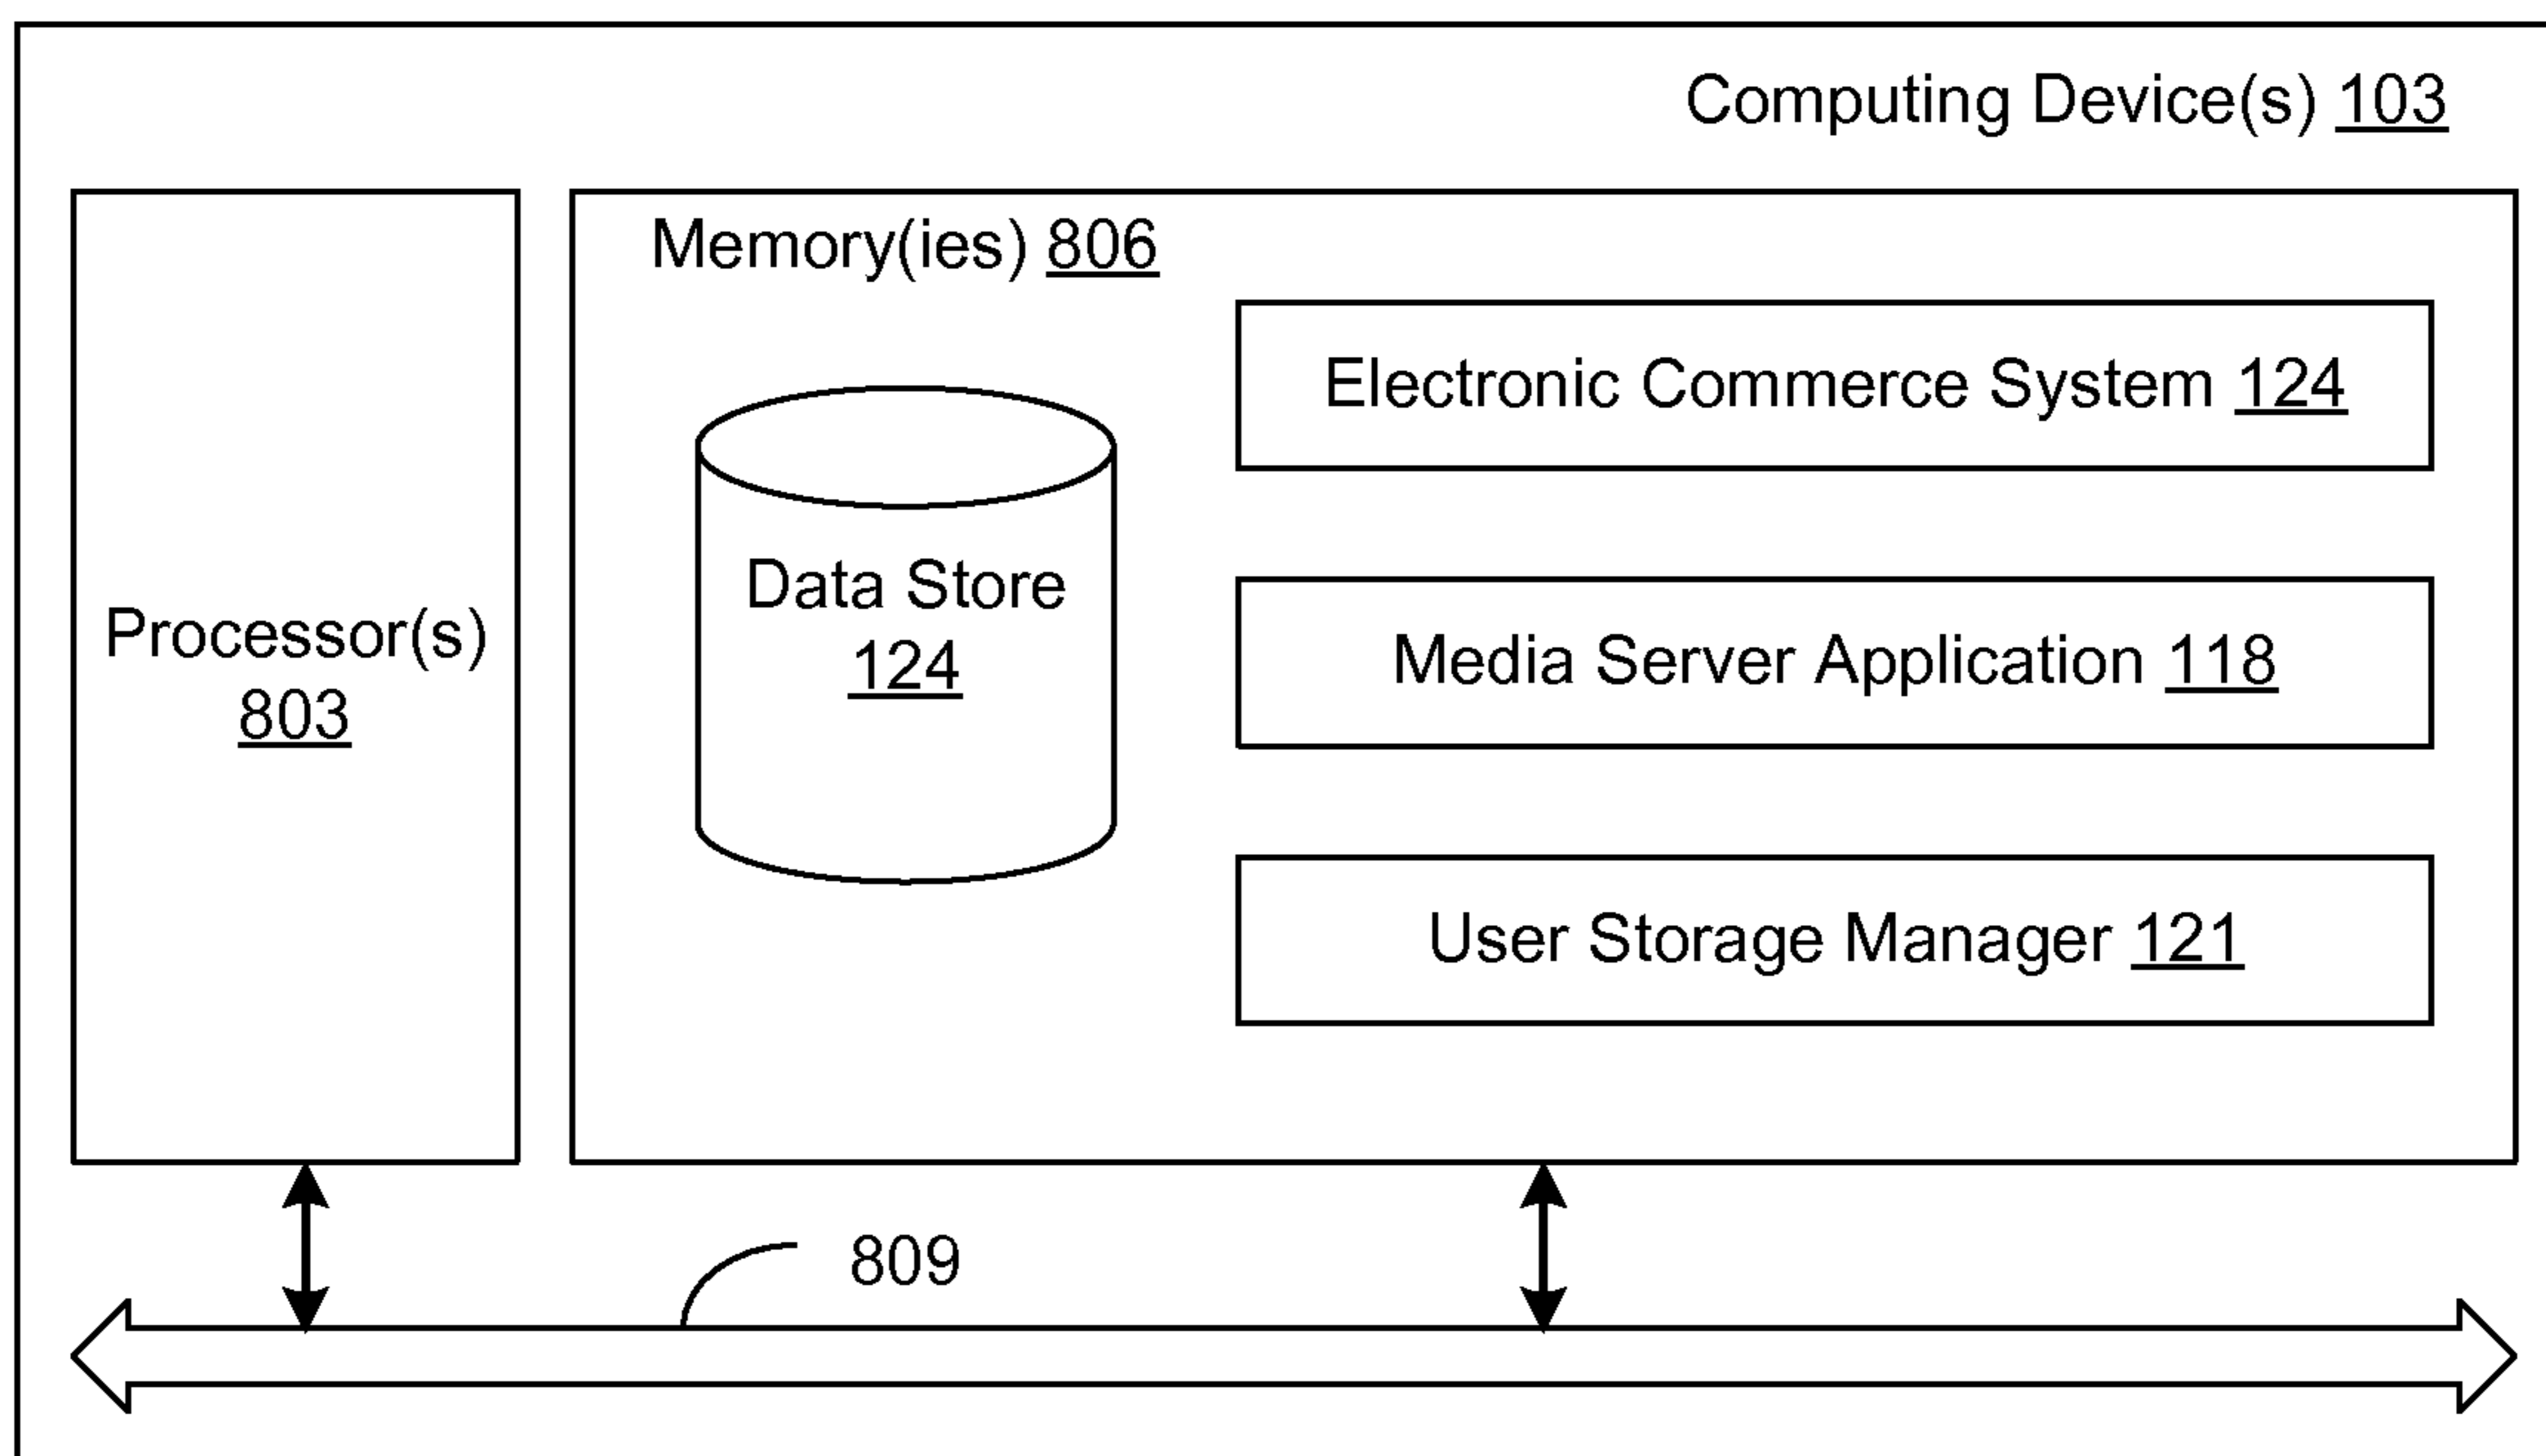 Computing Device(s) 103
Memory(ies) 806
Electronic Commerce System 124
Data Store
124
Processor(s)
803
Media Server Application 118
User Storage Manager 121
809